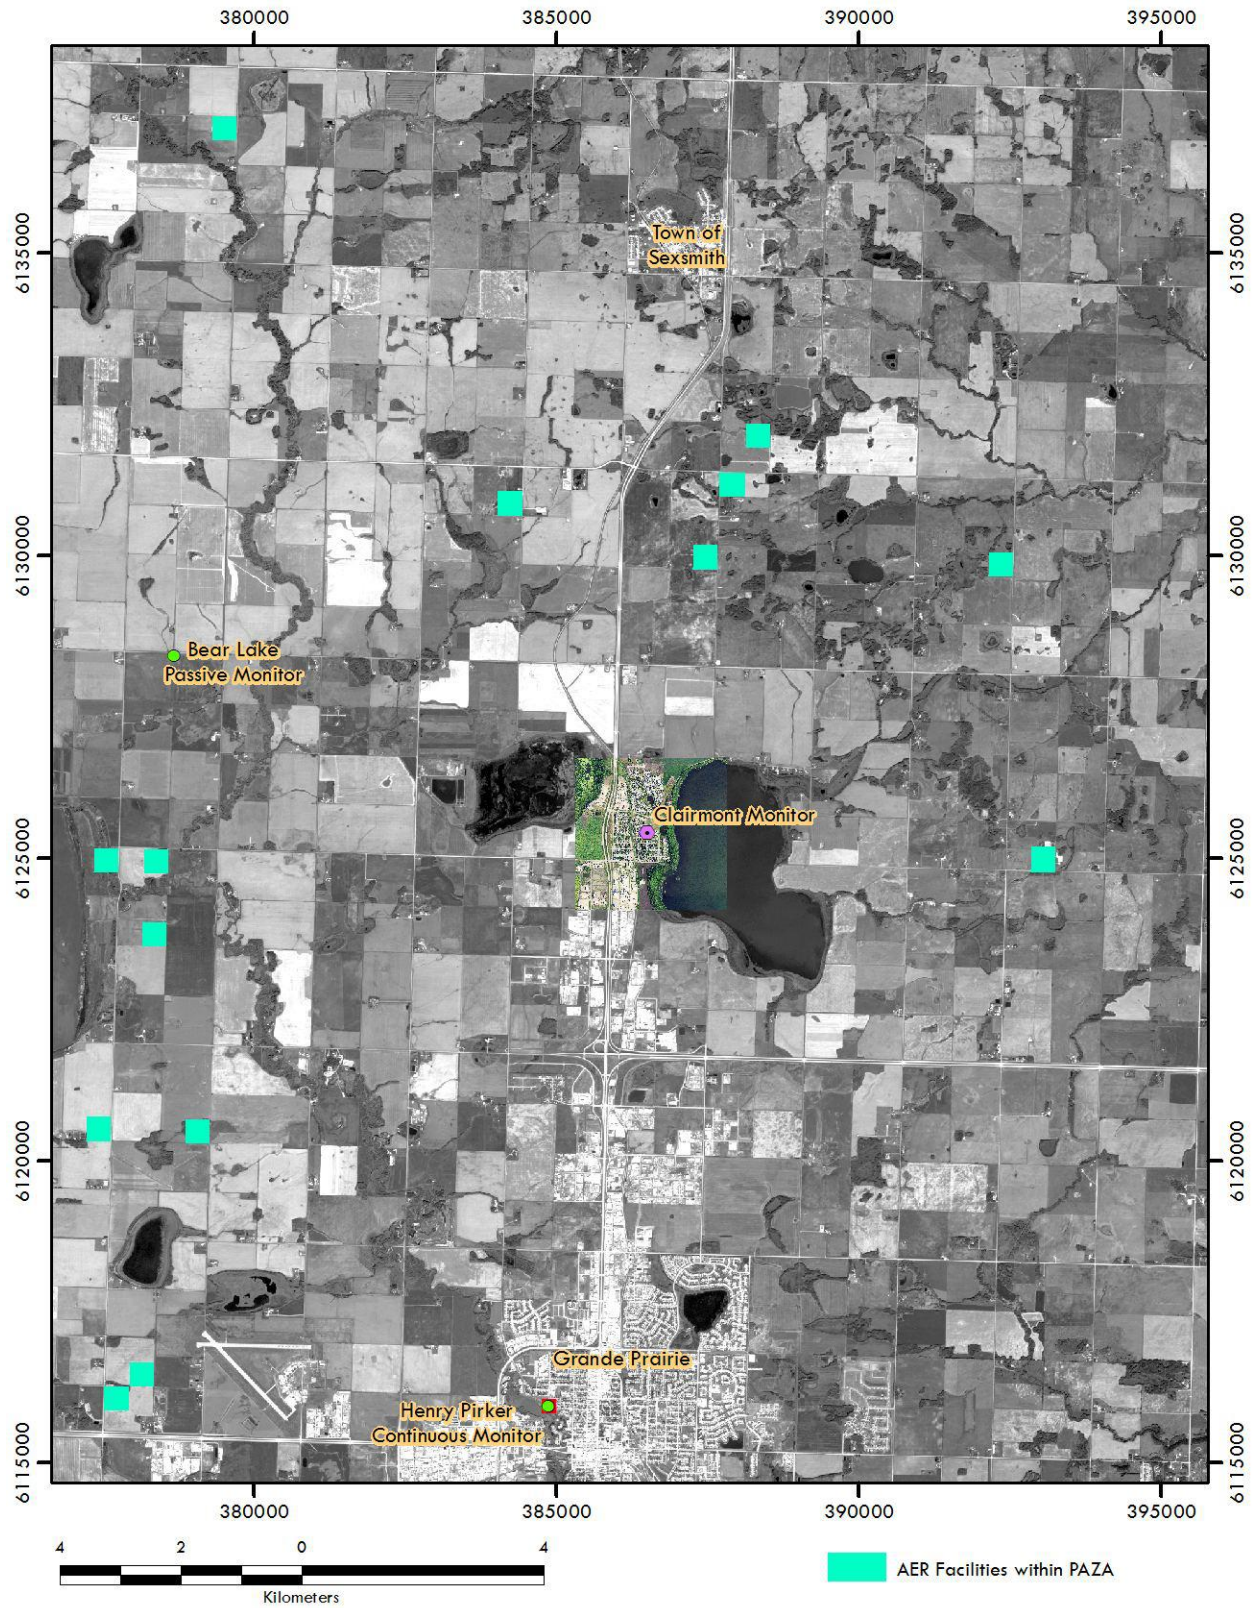 380000 385000 390000 395000
6135000
6135000
Town of
Sexsmith
6130000
6130000
Bear Lake
Passive Monitor
Clairmont Monitor
6125000
6125000
6120000
6120000
Grande Prairie
Henry Pirker
Continuous Monitor
6115000
6115000
380000 385000 390000 395000
4 2 0 4
Kilometers
AER Facilities within PAZA